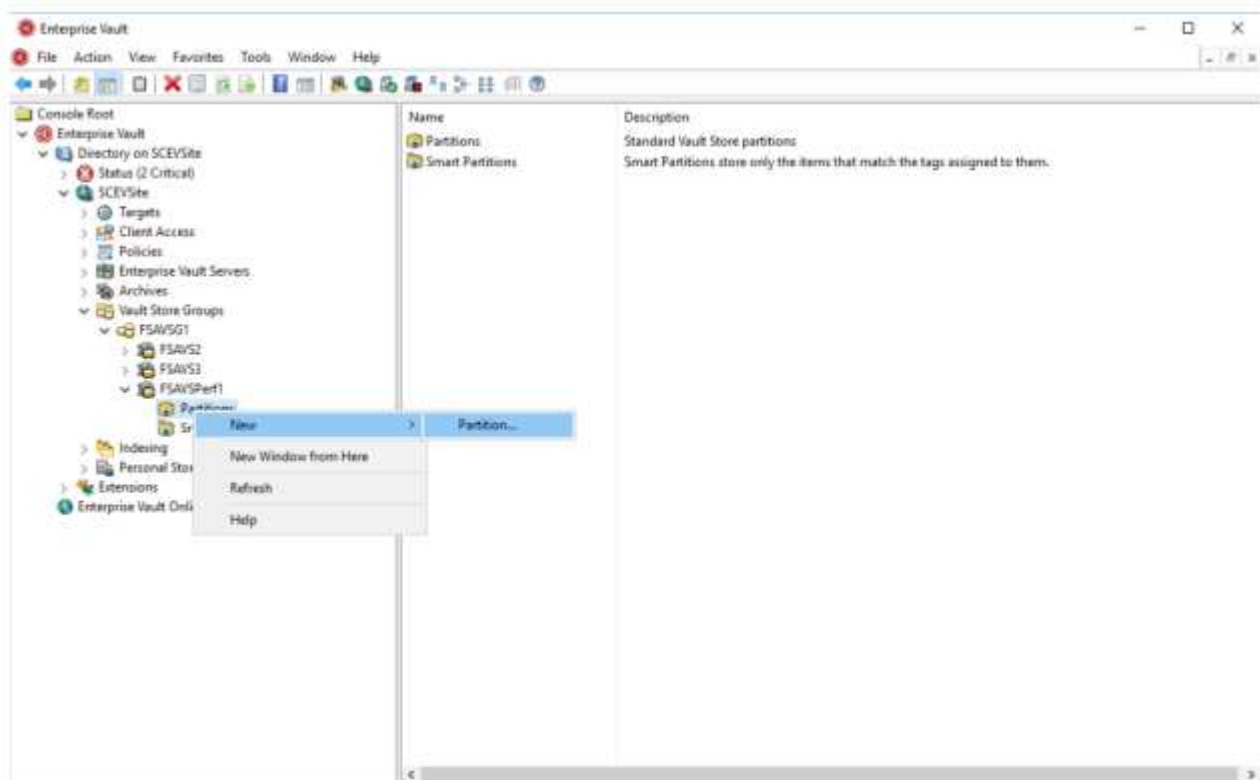 Enterprise Vault
File Action View Favorites Tools Window Help
Console Root
Enterprise Vault
Directory on SCEVSite
Status (2 Critical)
SCEVSite
Targets
Client Access
Policies
Enterprise Vault Servers
Archives
Vault Store Groups
FSAVSG1
FSAVS2
FSAVS3
FSAVSPerf1
Partitions
Indexing
Personal
Extensions
Enterprise Vault
New
Partition...
New Window from Here
Refresh
Help
Name Description
Partitions Standard Vault Store partitions
Smart Partitions Smart Partitions store only the items that match the tags assigned to them.